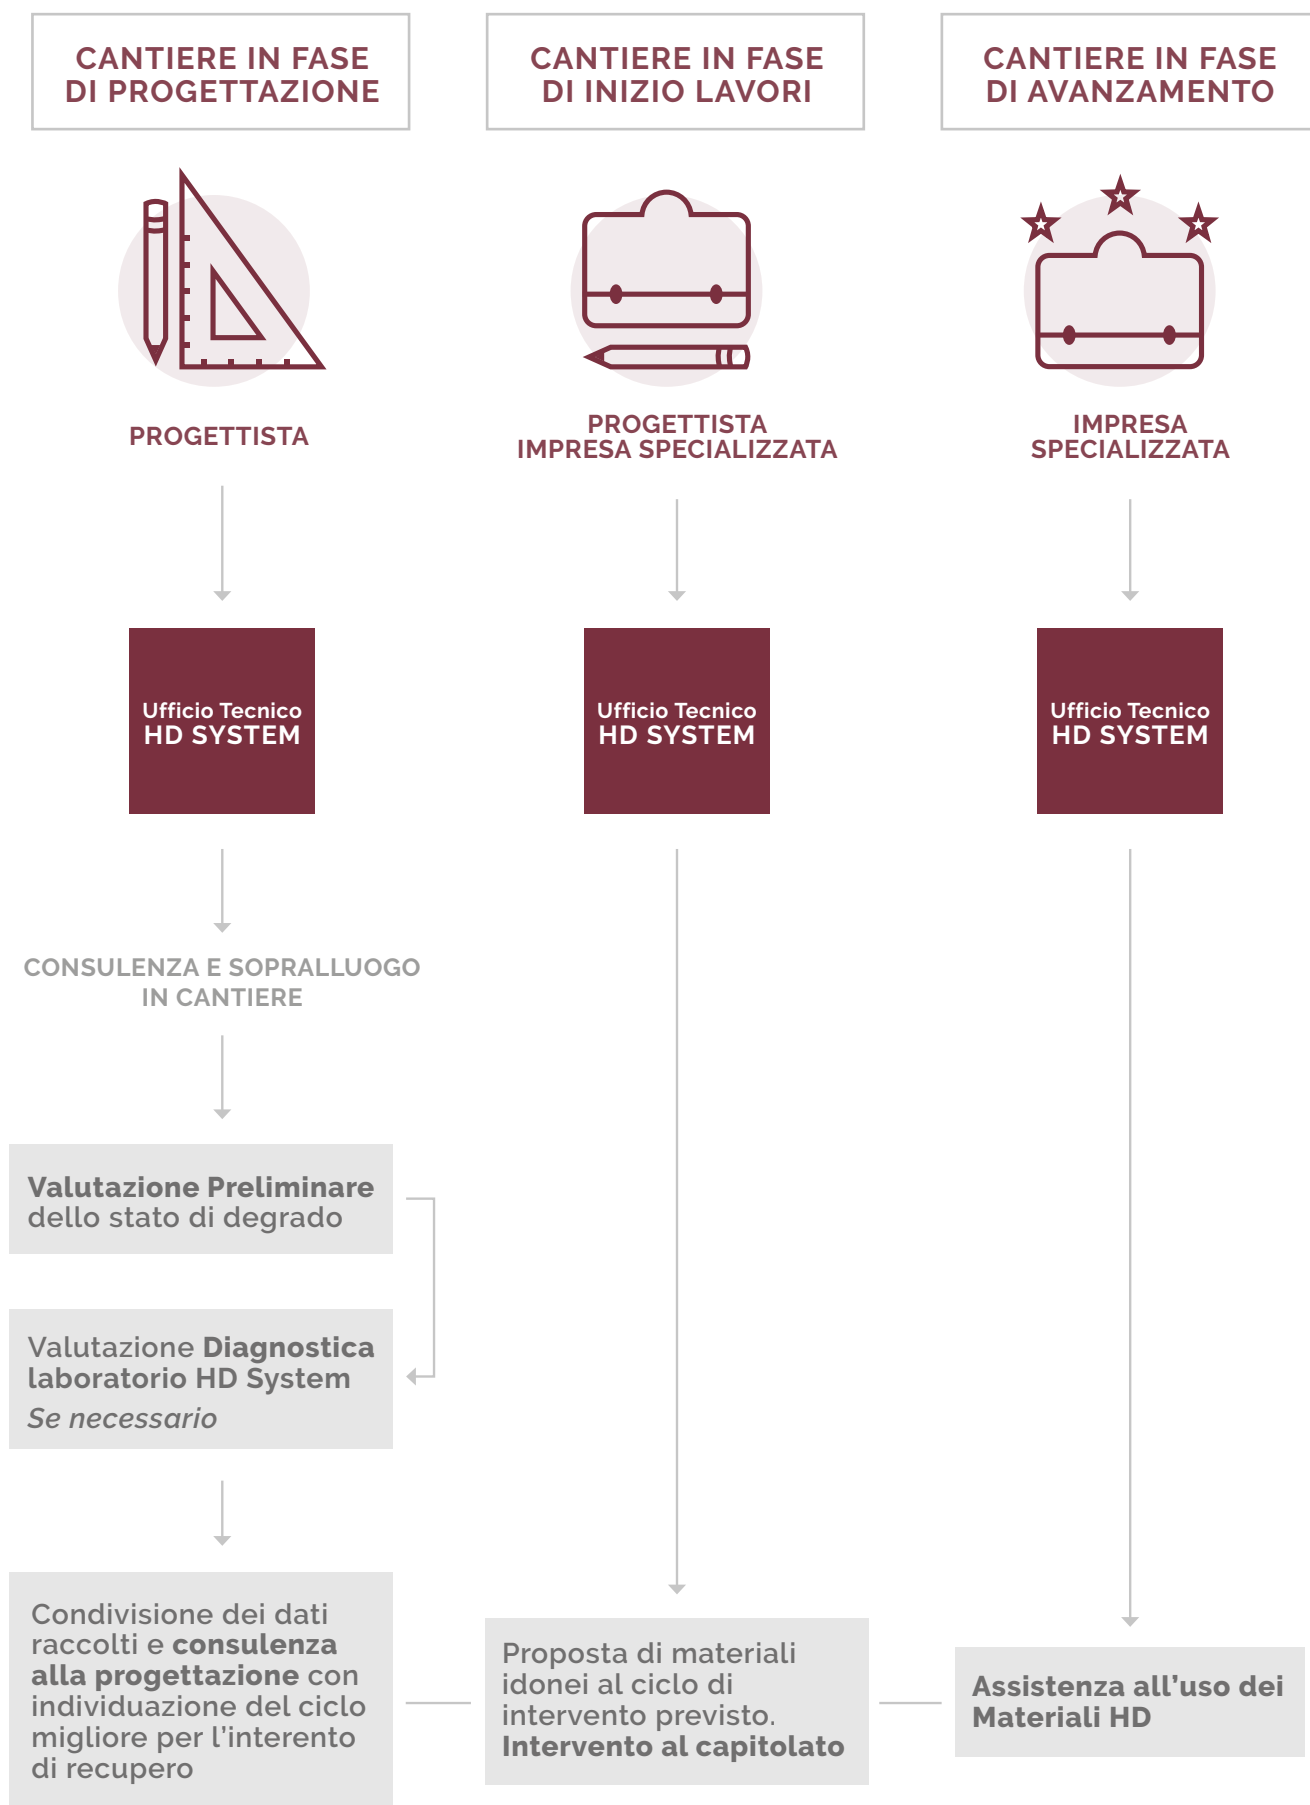 CANTIERE IN FASE
DI PROGETTAZIONE
CANTIERE IN FASE
DI INIZIO LAVORI
CANTIERE IN FASE
DI AVANZAMENTO
PROGETTISTA
PROGETTISTA
IMPRESA SPECIALIZZATA
IMPRESA
SPECIALIZZATA
Ufficio Tecnico
HD SYSTEM
Ufficio Tecnico
HD SYSTEM
Ufficio Tecnico
HD SYSTEM
CONSULENZA E SOPRALLUOGO
IN CANTIERE
Valutazione Preliminare
dello stato di degrado
Valutazione Diagnostica
laboratorio HD System
Se necessario
Condivisione dei dati
raccolti e consulenza
alla progettazione con
individuazione del ciclo
migliore per l'interento
di recupero
Proposta di materiali
idonei al ciclo di
intervento previsto.
Intervento al capitolato
Assistenza all'uso dei
Materiali HD